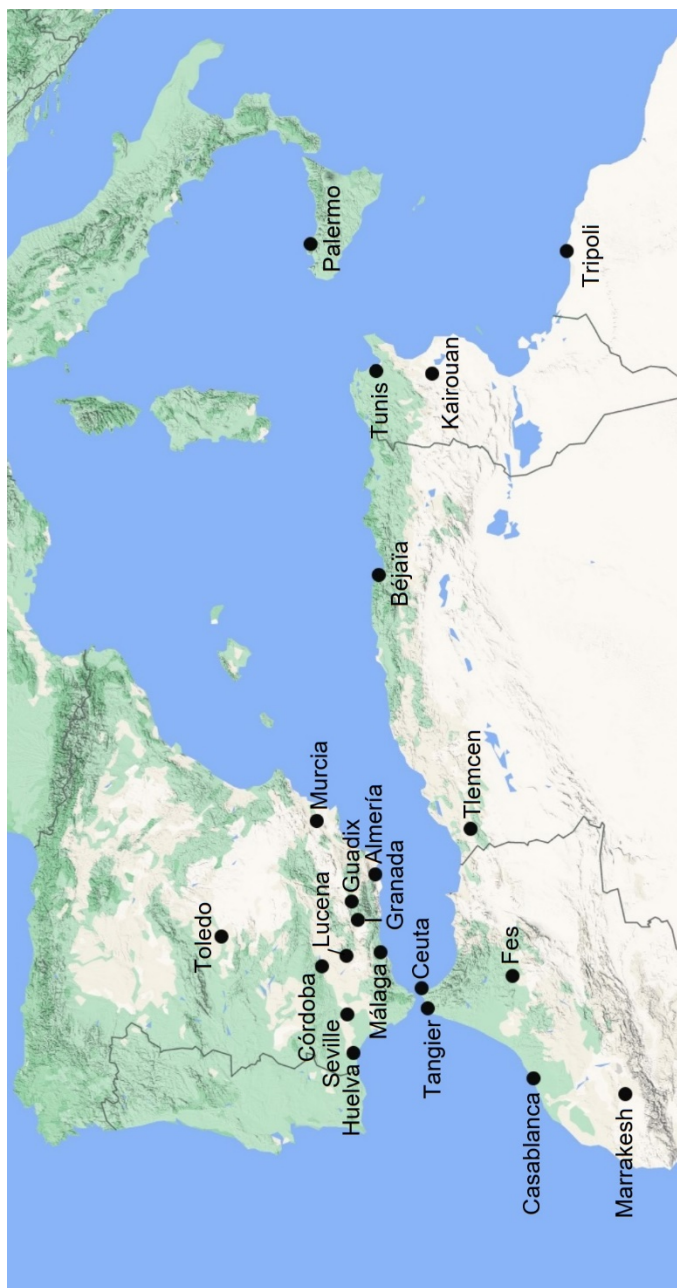 Palermo
Tripoli
Tunis
Kairouan
Béjaïa
Murcia
Tlemcen
Guadix
Almería
Lucena
Granada
Toledo
Córdoba
Málaga
Ceuta
Fes
Seville
Tangier
Huelva
Casablanca
Marrakesh